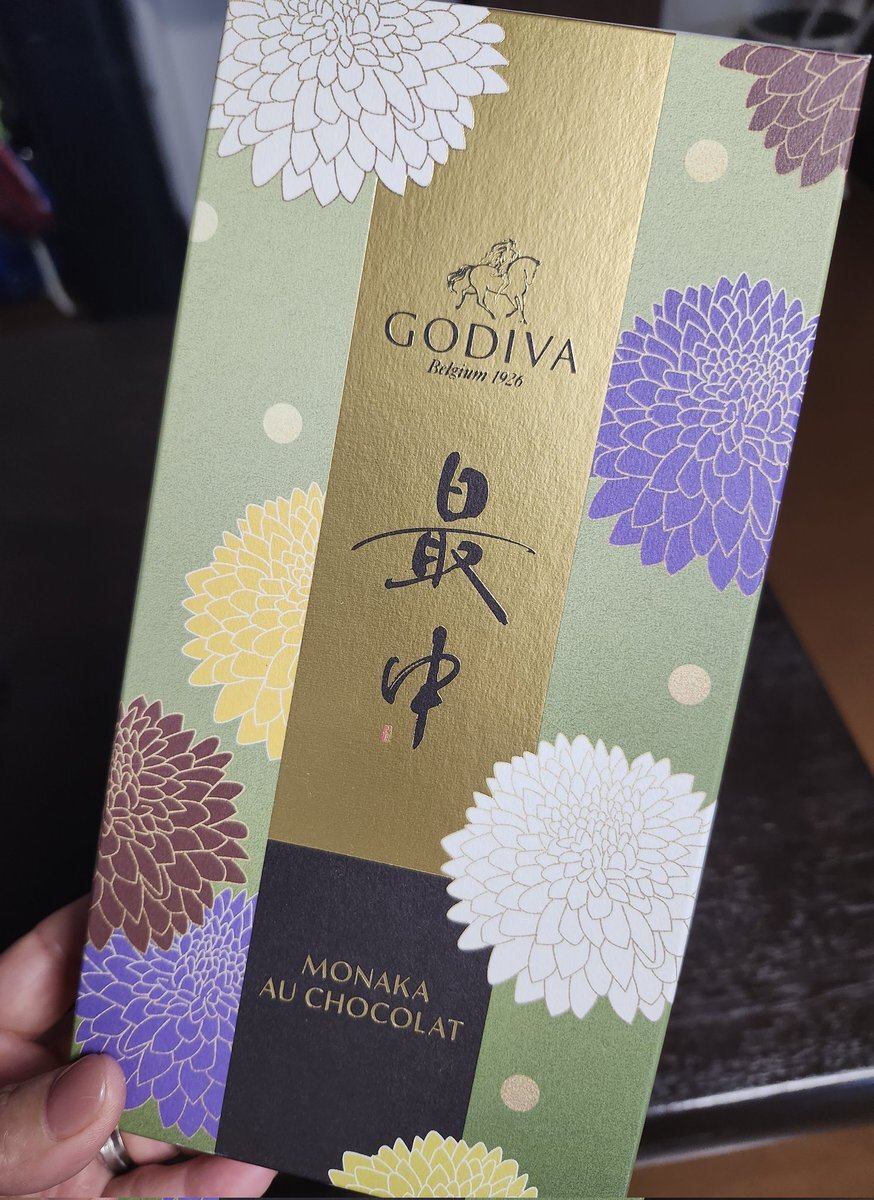 GODIVA
Belgium 1926
最中
MONAKA
AU CHOCOLAT